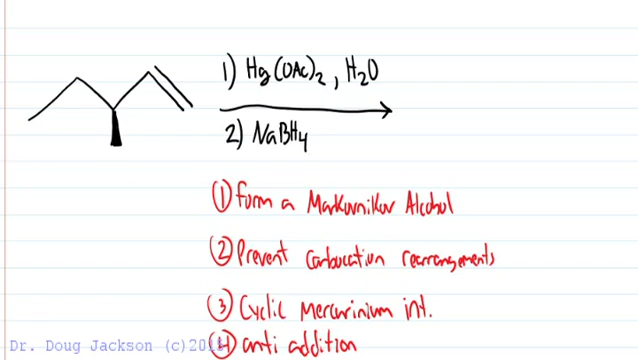 1) Hg(OAc)2, H2O
2) NaBH4
① form a Markovnikov Alcohol
② Prevent carbocation rearrangements
③ Cyclic Mercurinium int.
④ anti addition
Dr. Doug Jackson (c)201